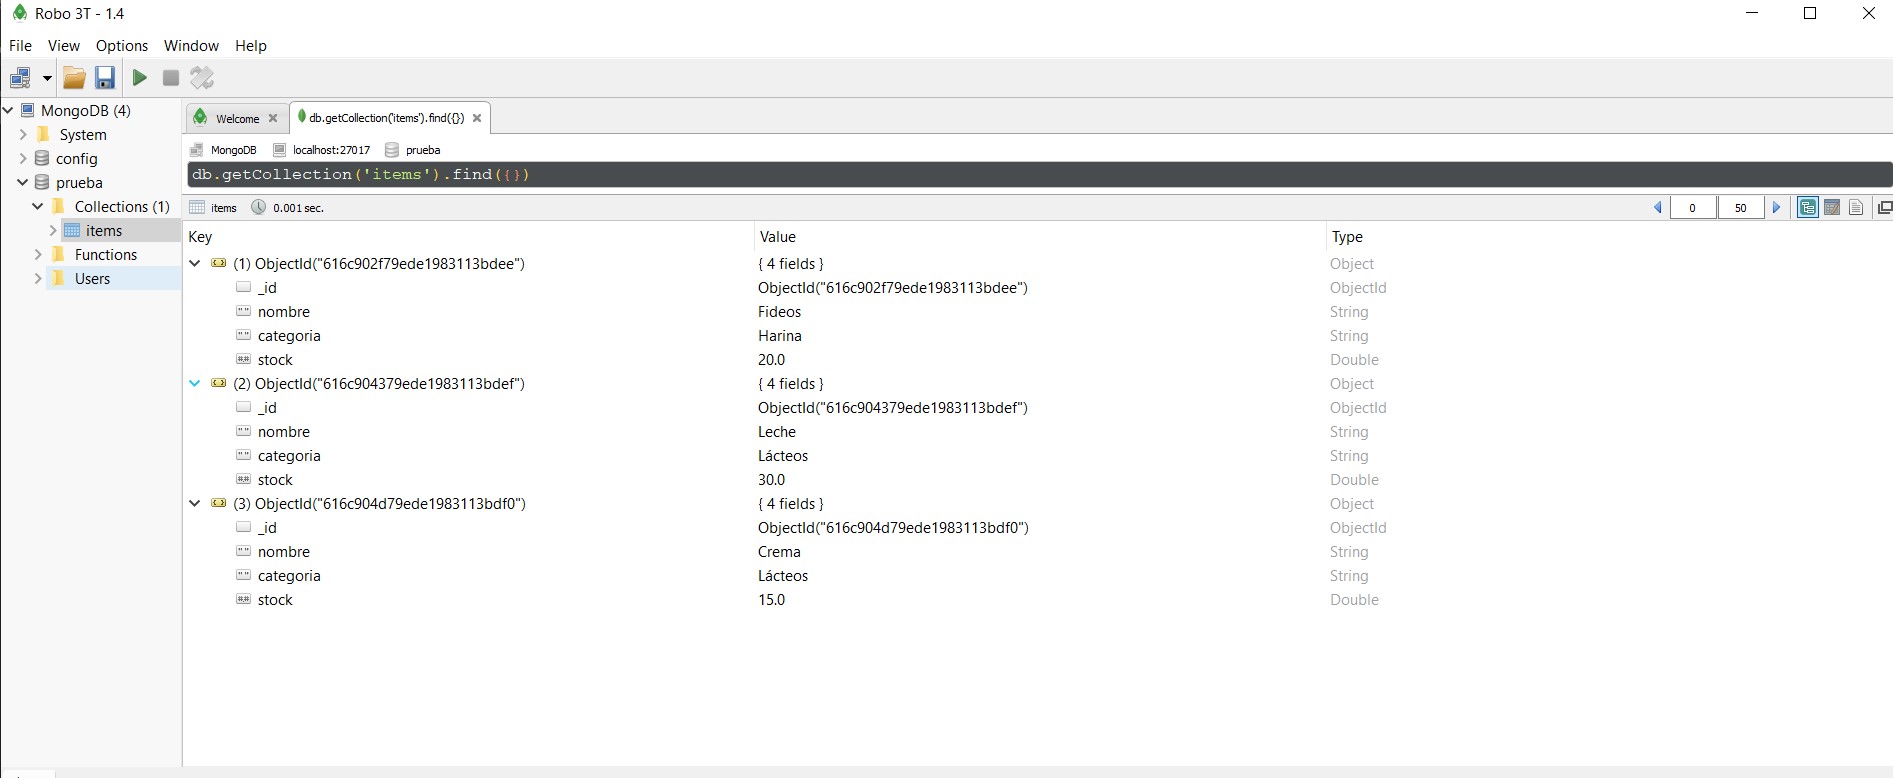 Robo 3T - 1.4
File View Options Window Help
MongoDB (4)
System
config
prueba
Collections (1)
items
Functions
Users
Welcome
db.getCollection('items').find({})
MongoDB localhost:27017 prueba
db.getCollection('items').find({})
items 0.001 sec. 0 50
Key Value Type
(1) ObjectId("616c902f79ede1983113bdee") { 4 fields } Object
_id ObjectId("616c902f79ede1983113bdee") ObjectId
nombre Fideos String
categoria Harina String
stock 20.0 Double
(2) ObjectId("616c904379ede1983113bdef") { 4 fields } Object
_id ObjectId("616c904379ede1983113bdef") ObjectId
nombre Leche String
categoria Lácteos String
stock 30.0 Double
(3) ObjectId("616c904d79ede1983113bdf0") { 4 fields } Object
_id ObjectId("616c904d79ede1983113bdf0") ObjectId
nombre Crema String
categoria Lácteos String
stock 15.0 Double